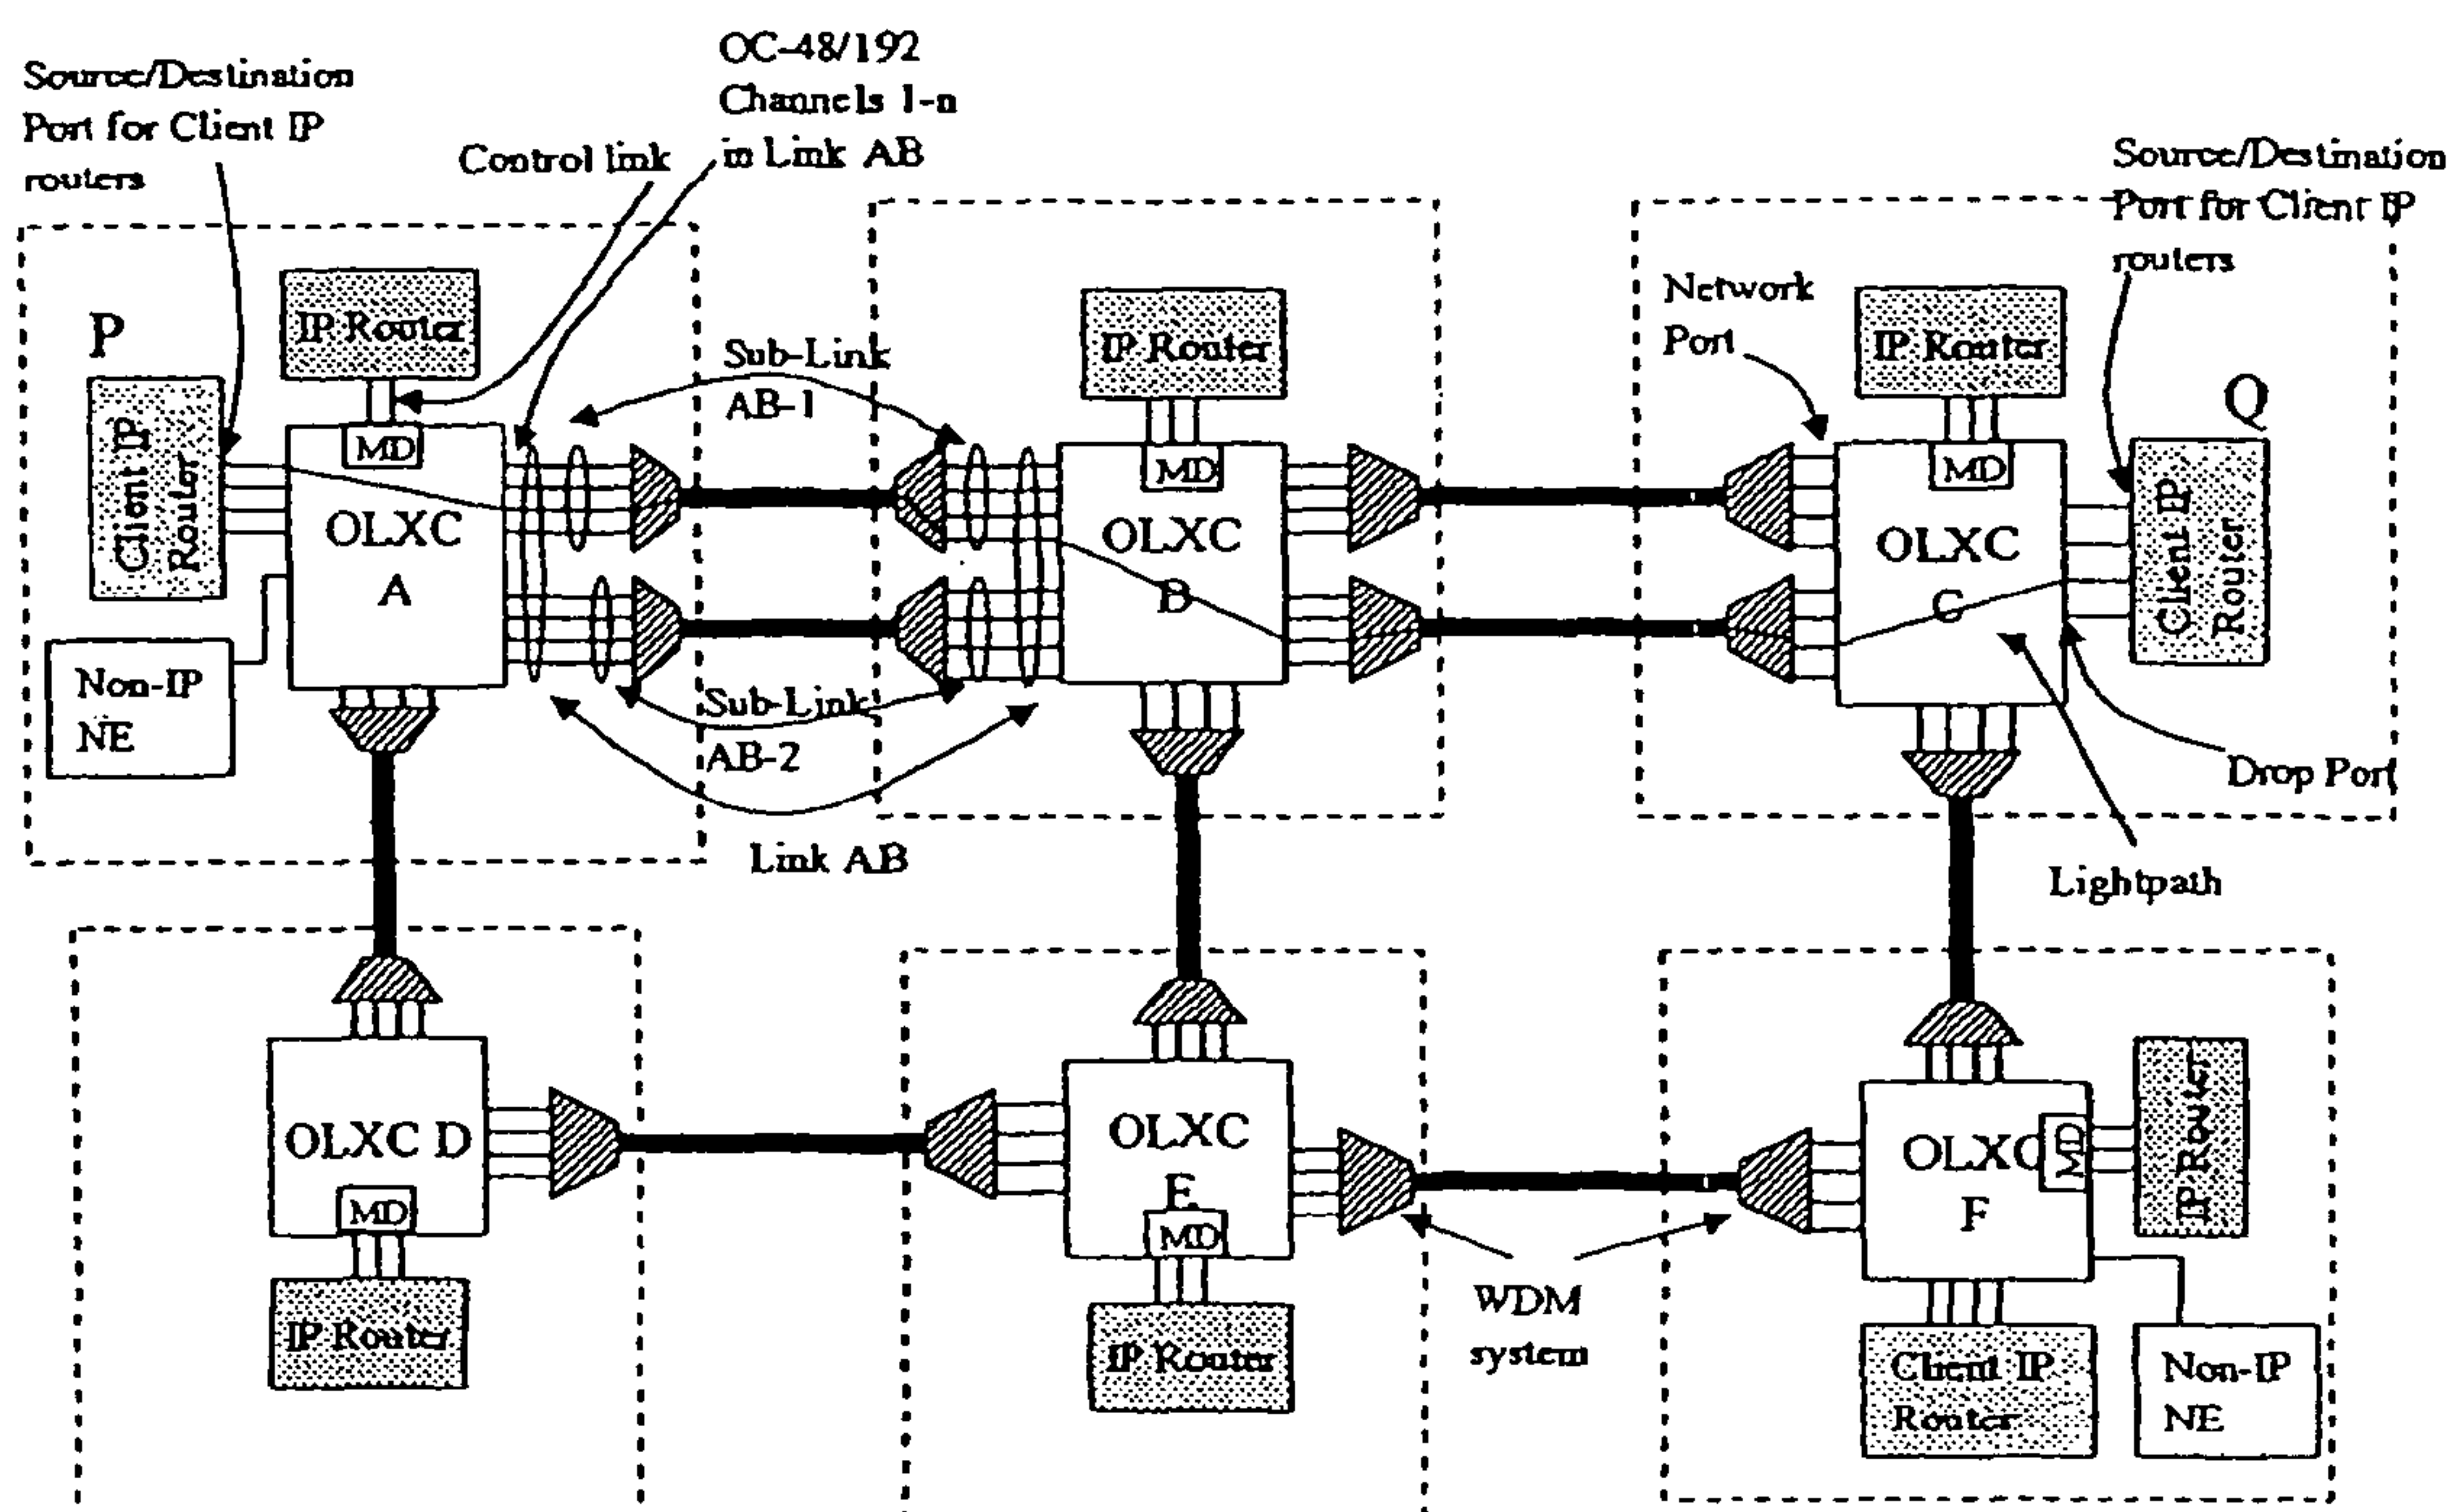 Source/Destination
Port for Client IP
routers
Control link
OC-48/192
Channels 1-n
in Link AB
Source/Destination
Port for Client IP
routers
P
IP Router
Client IP
Router
MD
OLXC
A
Non-IP
NE
Sub-Link
AB-1
Sub-Link
AB-2
Link AB
IP Router
MD
OLXC
B
Network
Port
IP Router
MD
OLXC
C
Q
Client IP
Router
Drop Port
Lightpath
OLXC D
MD
IP Router
OLXC
E
MD
IP Router
WDM
system
OLXC
F
MD
IP Router
Client IP
Router
Non-IP
NE